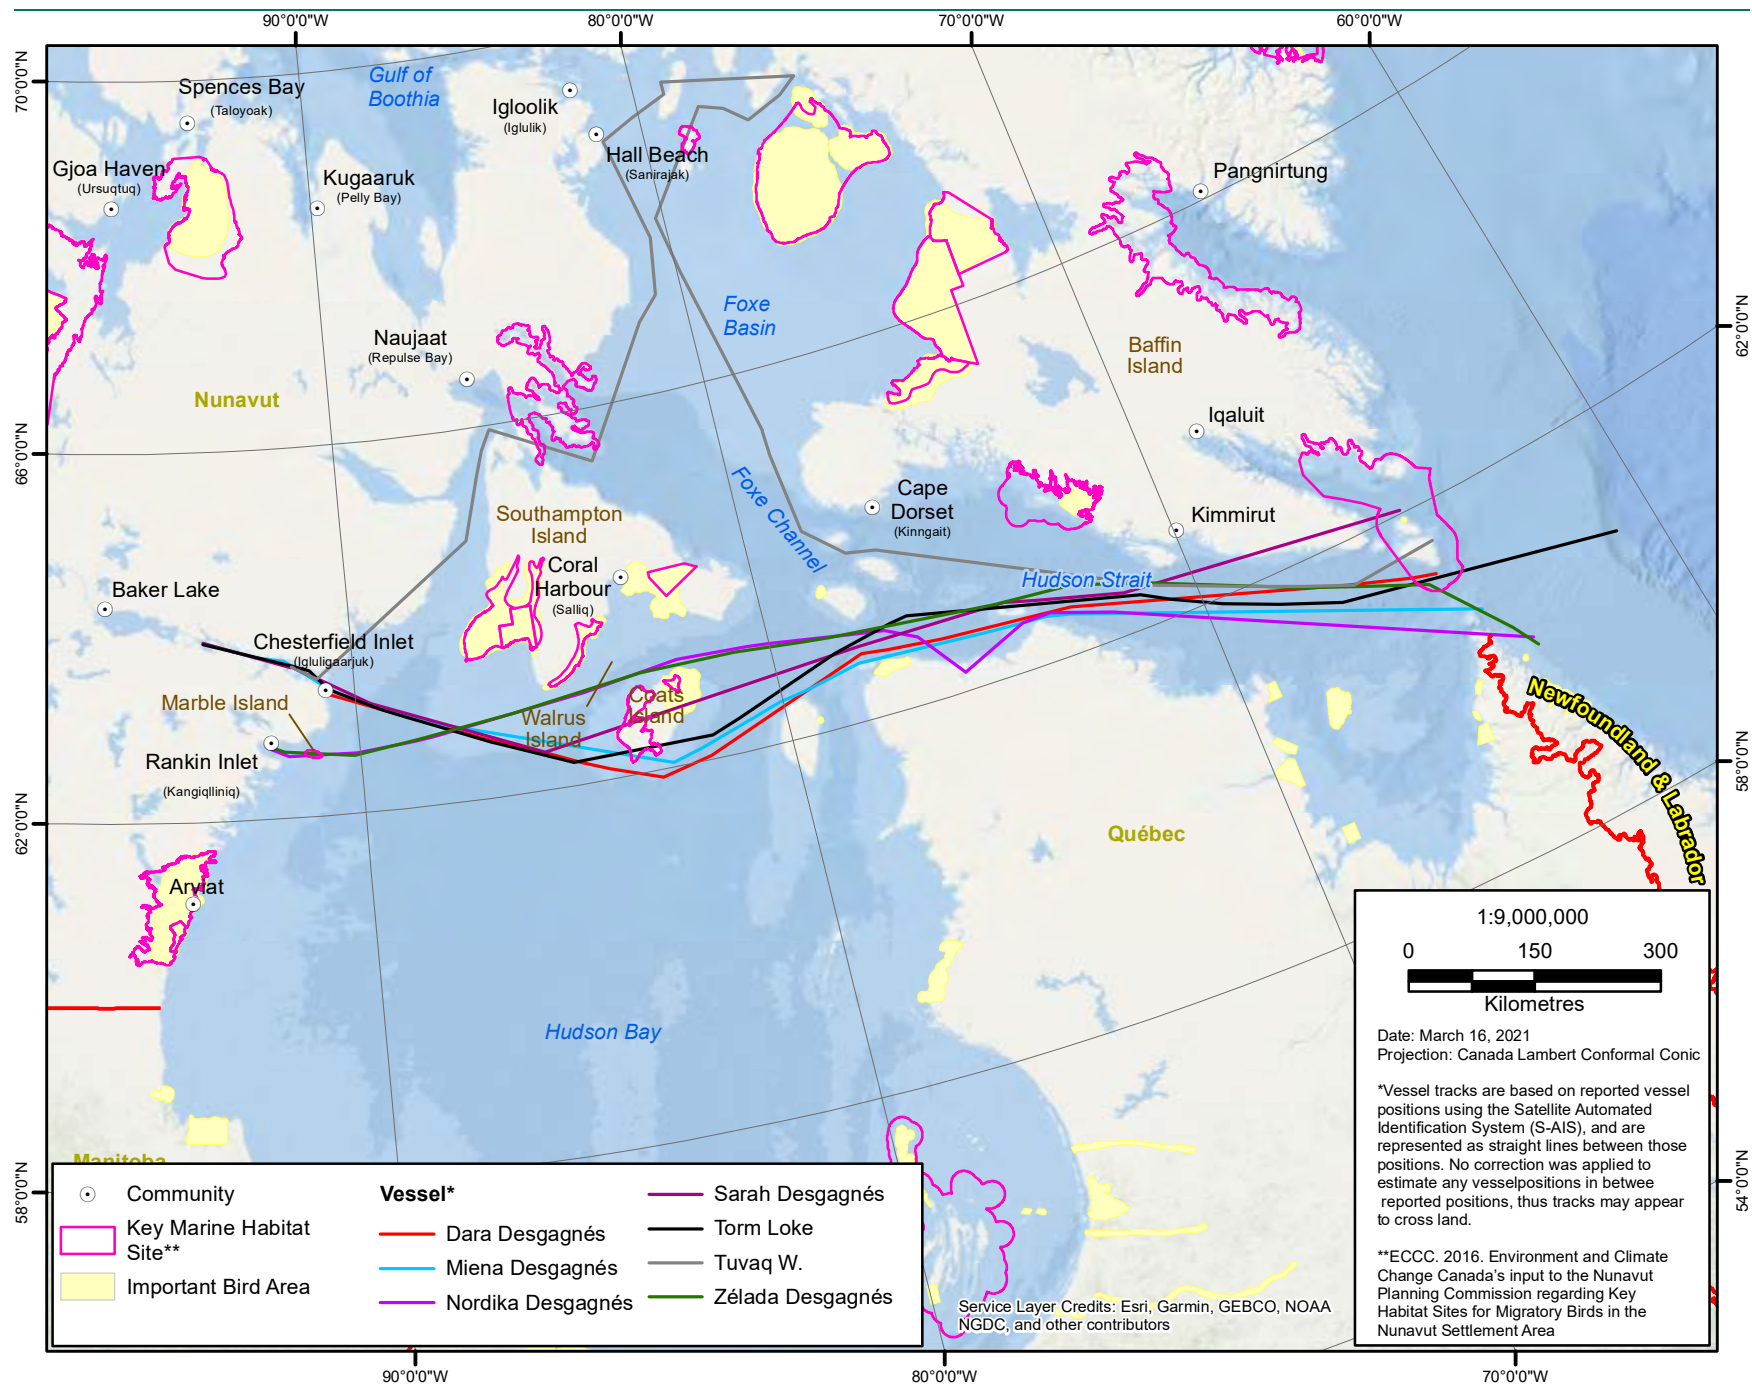 90°0'0"W
80°0'0"W
70°0'0"W
60°0'0"W
70°0'0"N
66°0'0"N
62°0'0"N
58°0'0"N
62°0'0"N
58°0'0"N
54°0'0"N
Gulf of
Boothia
Spences Bay
(Taloyoak)
Igloolik
(Iglulik)
Hall Beach
(Sanirajak)
Gjoa Haven
(Ursuqtuq)
Kugaaruk
(Pelly Bay)
Pangnirtung
Foxe
Basin
Naujaat
(Repulse Bay)
Baffin
Island
Nunavut
Iqaluit
Foxe Channel
Cape
Dorset
(Kinngait)
Kimmirut
Southampton
Island
Coral
Harbour
(Salliq)
Hudson Strait
Baker Lake
Chesterfield Inlet
(Igluligaarjuk)
Marble Island
Walrus
Island
Coats
Island
Rankin Inlet
(Kangiqlliniq)
Newfoundland & Labrador
Québec
Arviat
Hudson Bay
Manitoba
Community
Key Marine Habitat
Site**
Important Bird Area
Vessel*
Dara Desgagnés
Miena Desgagnés
Nordika Desgagnés
Sarah Desgagnés
Torm Loke
Tuvaq W.
Zélada Desgagnés
Service Layer Credits: Esri, Garmin, GEBCO, NOAA
NGDC, and other contributors
1:9,000,000
0 150 300
Kilometres
Date: March 16, 2021
Projection: Canada Lambert Conformal Conic
*Vessel tracks are based on reported vessel
positions using the Satellite Automated
Identification System (S-AIS), and are
represented as straight lines between those
positions. No correction was applied to
estimate any vesselpositions in betwee
reported positions, thus tracks may appear
to cross land.
**ECCC. 2016. Environment and Climate
Change Canada's input to the Nunavut
Planning Commission regarding Key
Habitat Sites for Migratory Birds in the
Nunavut Settlement Area
90°0'0"W
80°0'0"W
70°0'0"W